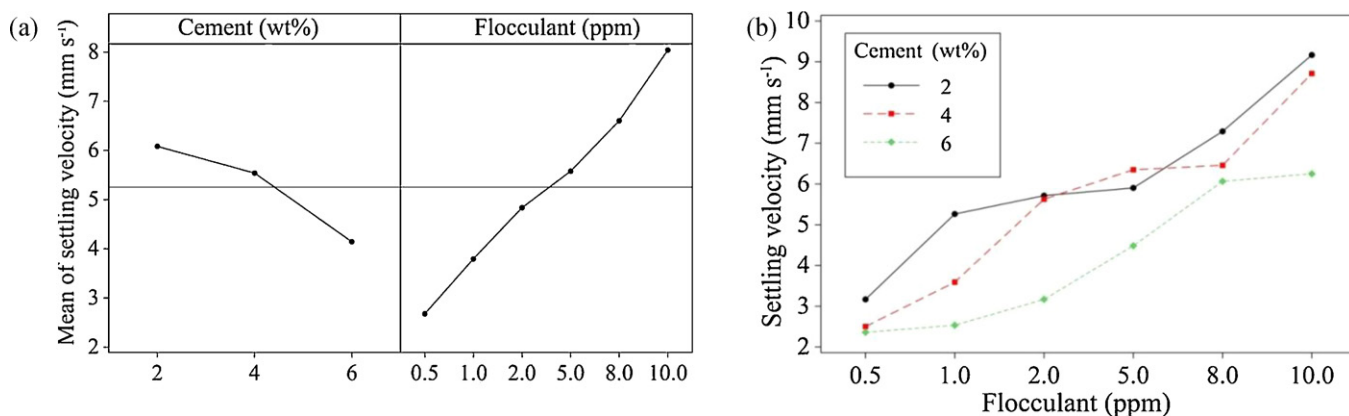 (a)
Cement (wt%) Flocculant (ppm)
Mean of settling velocity (mm s⁻¹)
8
7
6
5
4
3
2
2 4 6 0.5 1.0 2.0 5.0 8.0 10.0
(b)
Settling velocity (mm s⁻¹)
10
9
8
7
6
5
4
3
2
Cement (wt%)
2
4
6
0.5 1.0 2.0 5.0 8.0 10.0
Flocculant (ppm)